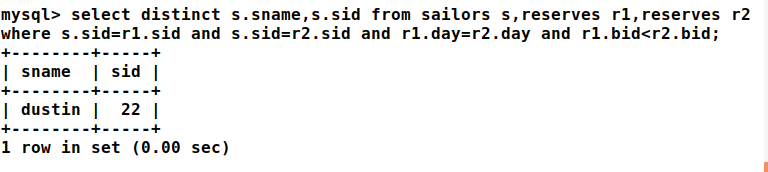 mysql> select distinct s.sname,s.sid from sailors s,reserves r1,reserves r2
where s.sid=r1.sid and s.sid=r2.sid and r1.day=r2.day and r1.bid<r2.bid;
+--------+-----+
| sname  | sid |
+--------+-----+
| dustin |  22 |
+--------+-----+
1 row in set (0.00 sec)